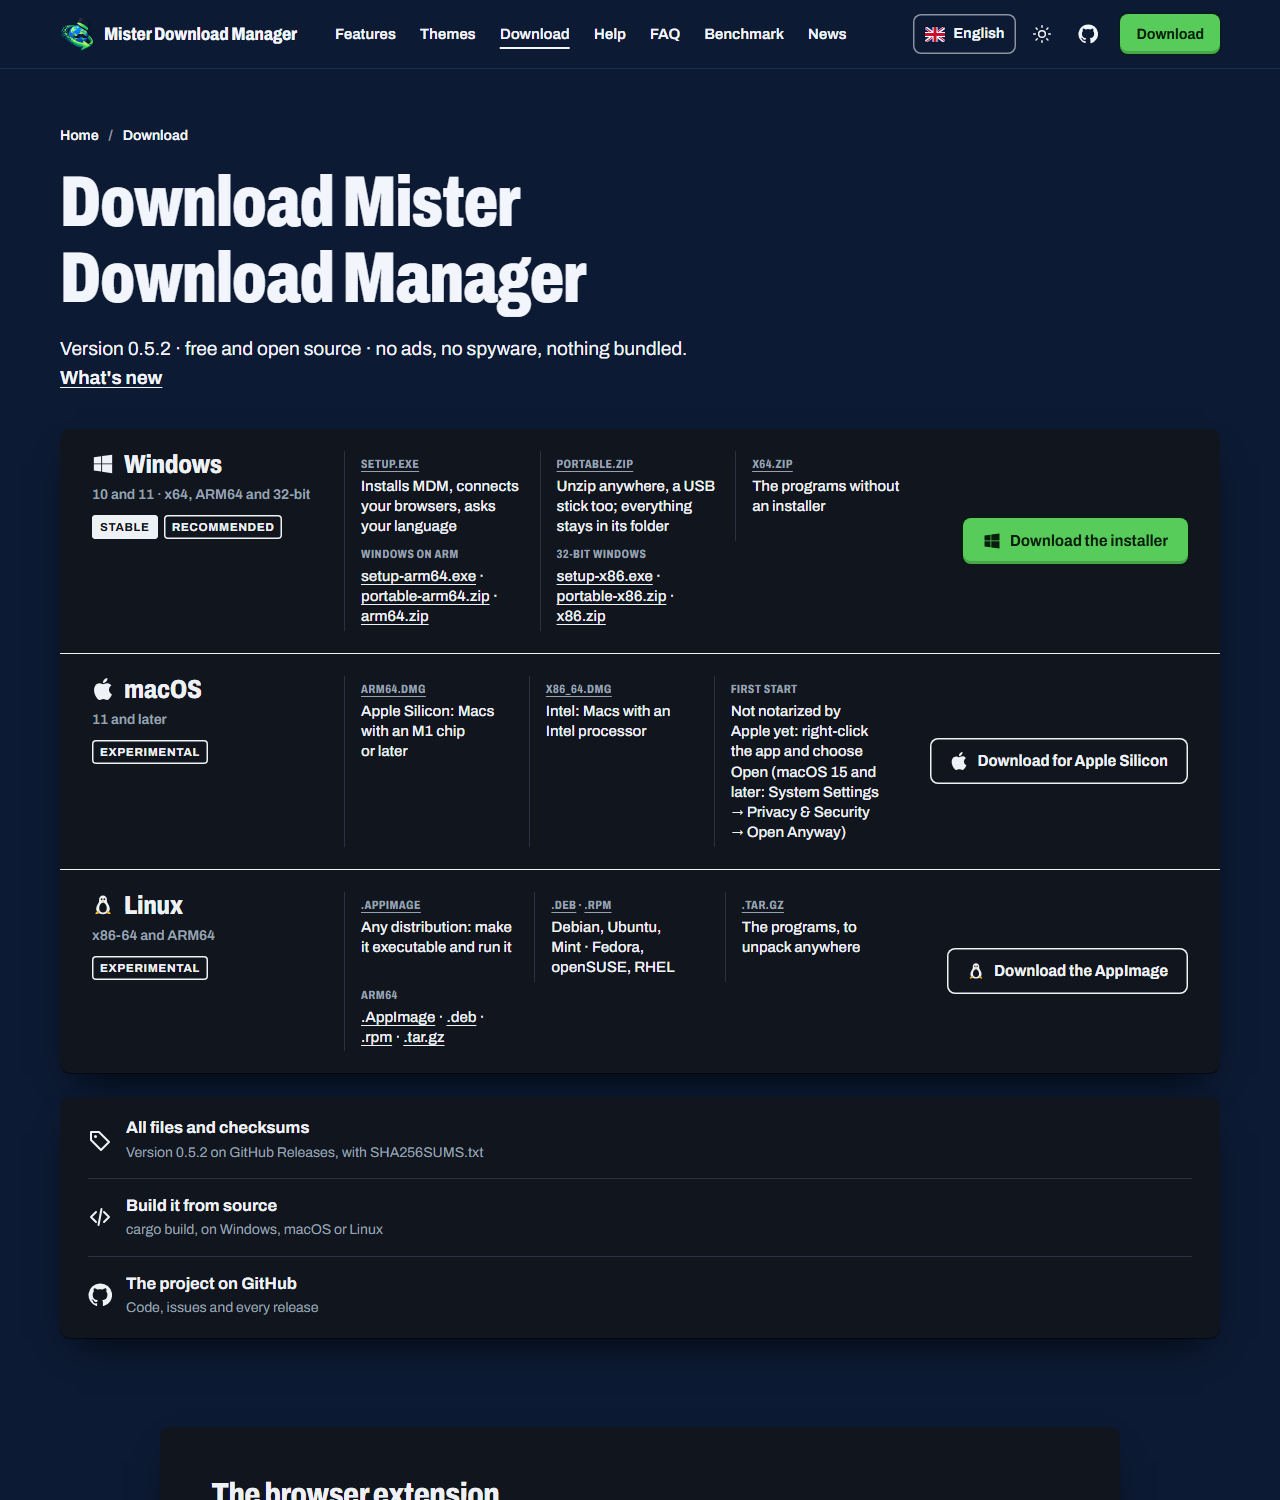 Mister Download Manager
Features
Themes
Download
Help
FAQ
Benchmark
News
English
Download
Home / Download
Download Mister
Download Manager
Version 0.5.2 · free and open source · no ads, no spyware, nothing bundled.
What's new
Windows
10 and 11 · x64, ARM64 and 32-bit
STABLE
RECOMMENDED
SETUP.EXE
Installs MDM, connects
your browsers, asks
your language
PORTABLE.ZIP
Unzip anywhere, a USB
stick too; everything
stays in its folder
X64.ZIP
The programs without
an installer
WINDOWS ON ARM
setup-arm64.exe ·
portable-arm64.zip ·
arm64.zip
32-BIT WINDOWS
setup-x86.exe ·
portable-x86.zip ·
x86.zip
Download the installer
macOS
11 and later
EXPERIMENTAL
ARM64.DMG
Apple Silicon: Macs
with an M1 chip
or later
X86_64.DMG
Intel: Macs with an
Intel processor
FIRST START
Not notarized by
Apple yet: right-click
the app and choose
Open (macOS 15 and
later: System Settings
→ Privacy & Security
→ Open Anyway)
Download for Apple Silicon
Linux
x86-64 and ARM64
EXPERIMENTAL
.APPIMAGE
Any distribution: make
it executable and run it
.DEB · .RPM
Debian, Ubuntu,
Mint · Fedora,
openSUSE, RHEL
.TAR.GZ
The programs, to
unpack anywhere
ARM64
.AppImage · .deb ·
.rpm · .tar.gz
Download the AppImage
All files and checksums
Version 0.5.2 on GitHub Releases, with SHA256SUMS.txt
Build it from source
cargo build, on Windows, macOS or Linux
The project on GitHub
Code, issues and every release
The browser extension